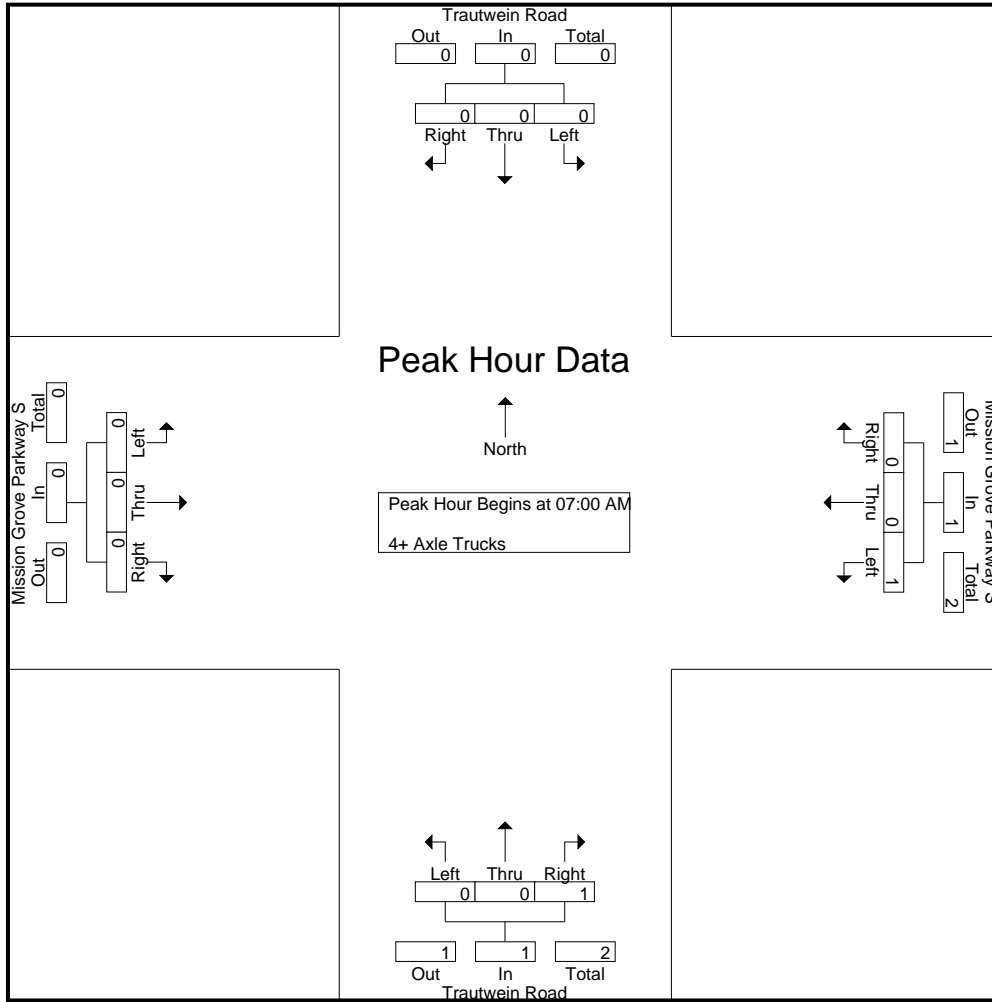 Trautwein Road
Out In Total
0 0 0
0 0 0
Right Thru Left
Peak Hour Data
North
Peak Hour Begins at 07:00 AM
4+ Axle Trucks
Mission Grove Parkway S
Total In Out
0 0 0
0 0 0
Left Thru Right
Right Thru Left
0 0 1
Out In Total
1 1 2
Mission Grove Parkway S
Left Thru Right
0 0 1
1 1 2
Out In Total
Trautwein Road